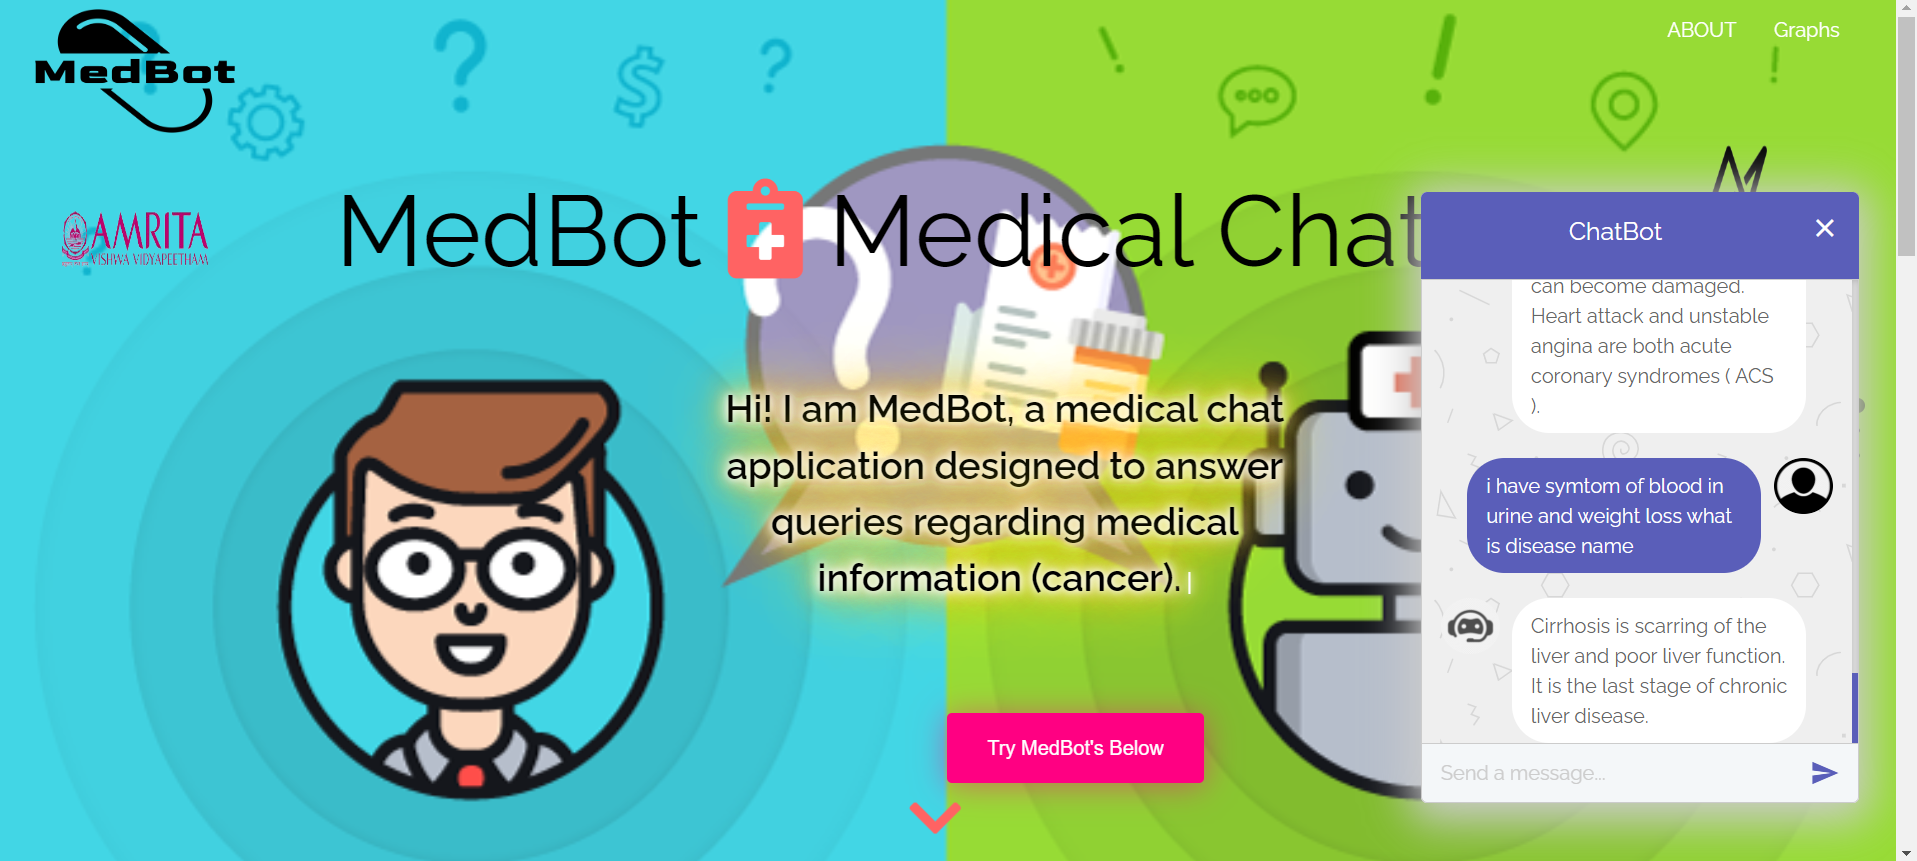 MedBot
ABOUT Graphs
AMRITA
VISHWA VIDYAPEETHAM
MedBot Medical Chat
Hi! I am MedBot, a medical chat
application designed to answer
queries regarding medical
information (cancer). |
Try MedBot's Below
M
ChatBot
can become damaged.
Heart attack and unstable
angina are both acute
coronary syndromes ( ACS
).
i have symtom of blood in
urine and weight loss what
is disease name
Cirrhosis is scarring of the
liver and poor liver function.
It is the last stage of chronic
liver disease.
Send a message...